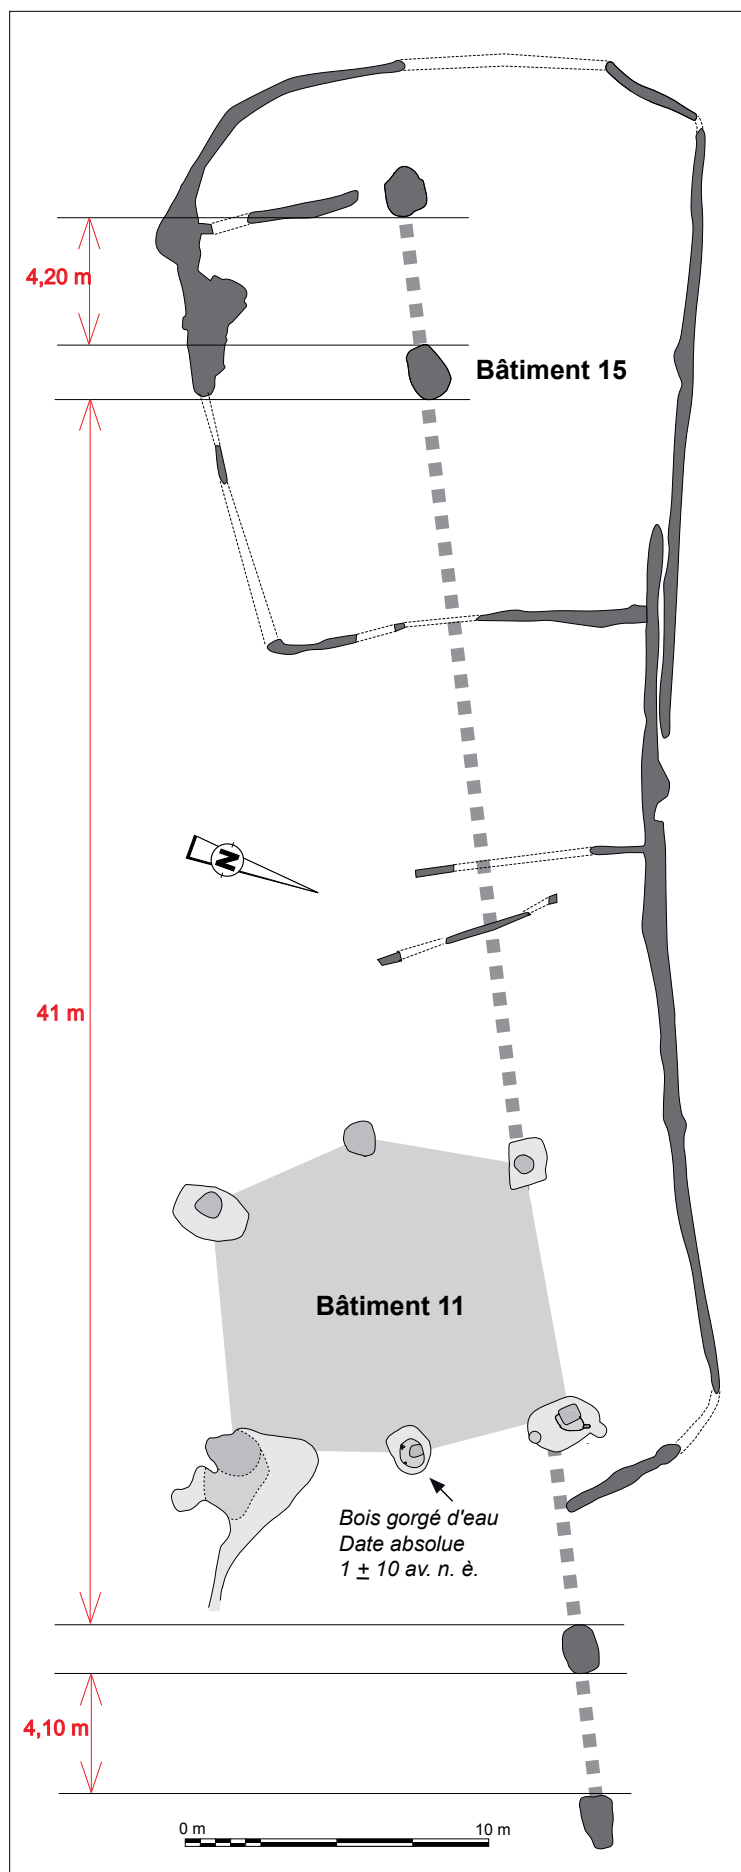 4,20 m
Bâtiment 15
N
41 m
Bâtiment 11
Bois gorgé d'eau
Date absolue
1 ± 10 av. n. è.
4,10 m
0 m 10 m